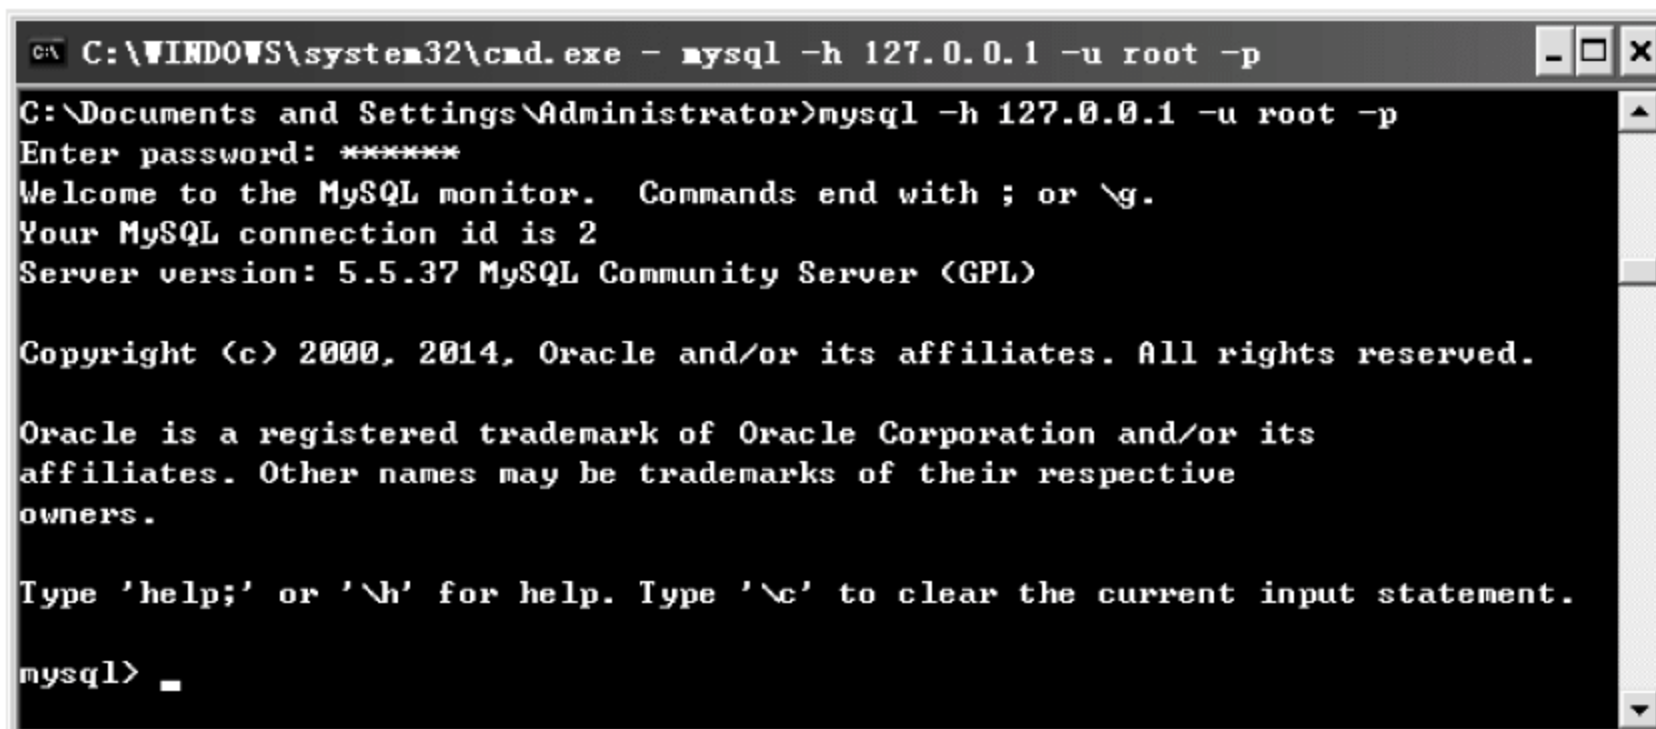 C:\WINDOWS\system32\cmd.exe - mysql -h 127.0.0.1 -u root -p
C:\Documents and Settings\Administrator>mysql -h 127.0.0.1 -u root -p
Enter password: ******
Welcome to the MySQL monitor.  Commands end with ; or \g.
Your MySQL connection id is 2
Server version: 5.5.37 MySQL Community Server (GPL)
Copyright (c) 2000, 2014, Oracle and/or its affiliates. All rights reserved.
Oracle is a registered trademark of Oracle Corporation and/or its
affiliates. Other names may be trademarks of their respective
owners.
Type 'help;' or '\h' for help. Type '\c' to clear the current input statement.
mysql> _